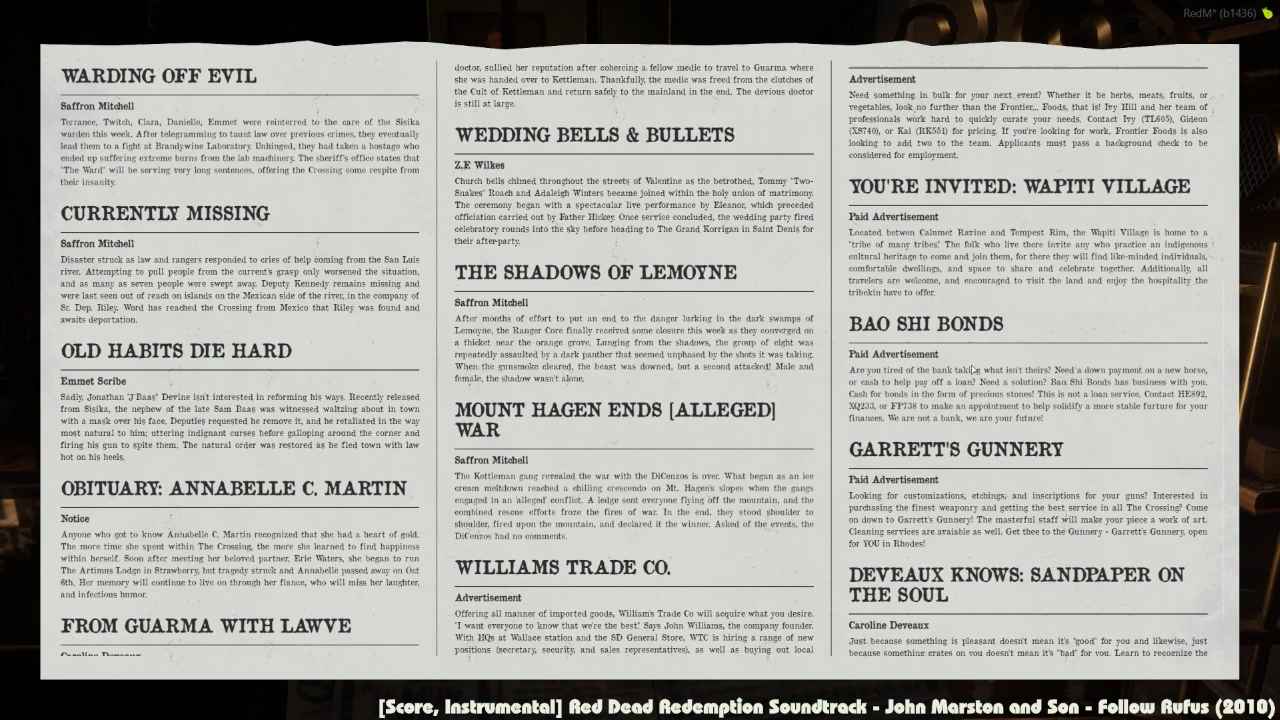 RedM* (b1436)
WARDING OFF EVIL
Saffron Mitchell
Terrance, Twitch, Clara, Danielle, Emmet were reinterred to the care of the Sisika
warden this week. After telegramming to taunt law over previous crimes, they eventually
lead them to a fight at Brandywine Laboratory. Unhinged, they had taken a hostage who
ended up suffering extreme burns from the lab machinery. The sheriff's office states that
"The Ward" will be serving very long sentences, offering the Crossing some respite from
their insanity.
CURRENTLY MISSING
Saffron Mitchell
Disaster struck as law and rangers responded to cries of help coming from the San Luis
river. Attempting to pull people from the current's grasp only worsened the situation,
and as many as seven people were swept away. Deputy Kennedy remains missing and
were last seen out of reach on islands on the Mexican side of the river, in the company of
Sr. Dep. Riley. Word has reached the Crossing from Mexico that Riley was found and
awaits deportation.
OLD HABITS DIE HARD
Emmet Scribe
Sadly, Jonathan "J'Baas" Devine isn't interested in reforming his ways. Recently released
from Sisika, the nephew of the late Sam Baas was witnessed waltzing about in town
with a mask over his face. Deputies requested he remove it, and he retaliated in the way
most natural to him; uttering indignant curses before galloping around the corner and
firing his gun to spite them. The natural order was restored as he fled town with law
hot on his heels.
OBITUARY: ANNABELLE C. MARTIN
Notice
Anyone who got to know Annabelle C. Martin recognized that she had a heart of gold.
The more time she spent within The Crossing, the more she learned to find happiness
within herself. Soon after meeting her beloved partner, Eric Waters, she began to run
The Artimus Lodge in Strawberry, but tragedy struck and Annabelle passed away on Oct
6th. Her memory will continue to live on through her fiance, who will miss her laughter,
and infectious humor.
FROM GUARMA WITH LAWVE
Caroline Deveaux
doctor, sullied her reputation after cohercing a fellow medic to travel to Guarma where
she was handed over to Kettleman. Thankfully, the medic was freed from the clutches of
the Cult of Kettleman and return safely to the mainland in the end. The devious doctor
is still at large.
WEDDING BELLS & BULLETS
Z.F. Wilkes
Church bells chimed throughout the streets of Valentine as the betrothed, Tommy "Two-
Snakes" Roach and Adaleigh Winters became joined within the holy union of matrimony.
The ceremony began with a spectacular live performance by Eleanor, which preceded
officiation carried out by Father Hickey. Once service concluded, the wedding party fired
celebratory rounds into the sky before heading to The Grand Korrigan in Saint Denis for
their after-party.
THE SHADOWS OF LEMOYNE
Saffron Mitchell
After months of effort to put an end to the danger lurking in the dark swamps of
Lemoyne, the Ranger Core finally received some closure this week as they converged on
a thicket near the orange grove. Lunging from the shadows, the group of eight was
repeatedly assaulted by a dark panther that seemed unphased by the shots it was taking.
When the gunsmoke cleared, the beast was downed, but a second attacked! Male and
female, the shadow wasn't alone.
MOUNT HAGEN ENDS [ALLEGED]
WAR
Saffron Mitchell
The Kettleman gang revealed the war with the DiCenzos is over. What began as an ice
cream meltdown reached a chilling crescendo on Mt. Hagen's slopes when the gangs
engaged in an 'alleged' conflict. A ledge sent everyone flying off the mountain, and the
combined rescue efforts froze the fires of war. In the end, they stood shoulder to
shoulder, fired upon the mountain, and declared it the winner. Asked of the events, the
DiCenzos had no comments.
WILLIAMS TRADE CO.
Advertisement
Offering all manner of imported goods, William's Trade Co will acquire what you desire.
"I want everyone to know that we're the best." Says John Williams, the company founder.
With HQs at Wallace station and the SD General Store, WTC is hiring a range of new
positions (secretary, security, and sales representatives), as well as buying out local
Advertisement
Need something in bulk for your next event? Whether it be herbs, meats, fruits, or
vegetables, look no further than the Frontier... Foods, that is! Ivy Hill and her team of
professionals work hard to quickly curate your needs. Contact Ivy (TL605), Gideon
(XS740), or Kai (RK551) for pricing. If you're looking for work, Frontier Foods is also
looking to add two to the team. Applicants must pass a background check to be
considered for employment.
YOU'RE INVITED: WAPITI VILLAGE
Paid Advertisement
Located betwen Calumet Ravine and Tempest Rim, the Wapiti Village is home to a
"tribe of many tribes." The folk who live there invite any who practice an indigenous
cultural heritage to come and join them, for there they will find like-minded individuals,
comfortable dwellings, and space to share and celebrate together. Additionally, all
travelers are welcome, and encouraged to visit the land and enjoy the hospitality the
tribekin have to offer.
BAO SHI BONDS
Paid Advertisement
Are you tired of the bank taking what isn't theirs? Need a down payment on a new horse,
or cash to help pay off a loan? Need a solution? Bao Shi Bonds has business with you.
Cash for bonds in the form of precious stones! This is not a loan service. Contact HE892,
XQ233, or FP738 to make an appointment to help solidify a more stable furture for your
finances. We are not a bank, we are your future!
GARRETT'S GUNNERY
Paid Advertisement
Looking for customizations, etchings, and inscriptions for your guns? Interested in
purchasing the finest weaponry and getting the best service in all The Crossing? Come
on down to Garrett's Gunnery! The masterful staff will make your piece a work of art.
Cleaning services are avaiable as well. Get thee to the Gunnery - Garrett's Gunnery, open
for YOU in Rhodes!
DEVEAUX KNOWS: SANDPAPER ON
THE SOUL
Caroline Deveaux
Just because something is pleasant doesn't mean it's "good" for you and likewise, just
because something grates on you doesn't mean it's "bad" for you. Learn to recognize the
[Score, Instrumental] Red Dead Redemption Soundtrack - John Marston and Son - Follow Rufus (2010)